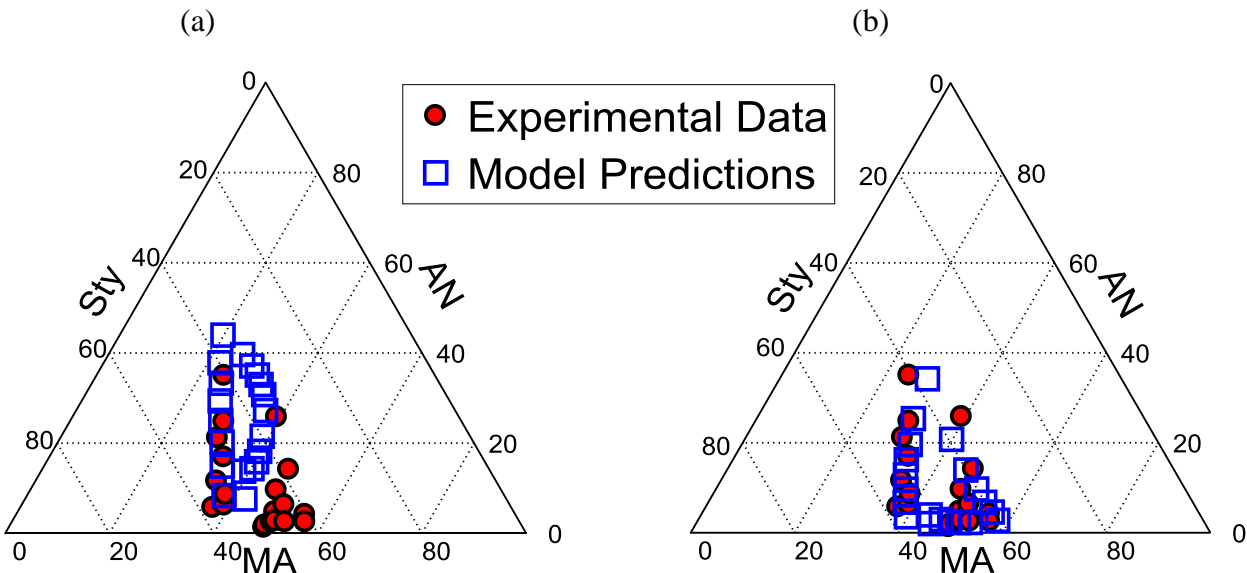 (a) (b)
0 0
Experimental Data
Model Predictions
20 80 20 80
40 60 40 60
Sty AN Sty AN
60 40 60 40
80 20 80 20
0 0
0 20 40 60 80 0 20 40 60 80
MA MA